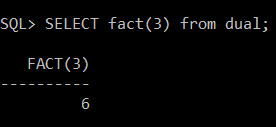 SQL> SELECT fact(3) from dual;
FACT(3)
----------
6